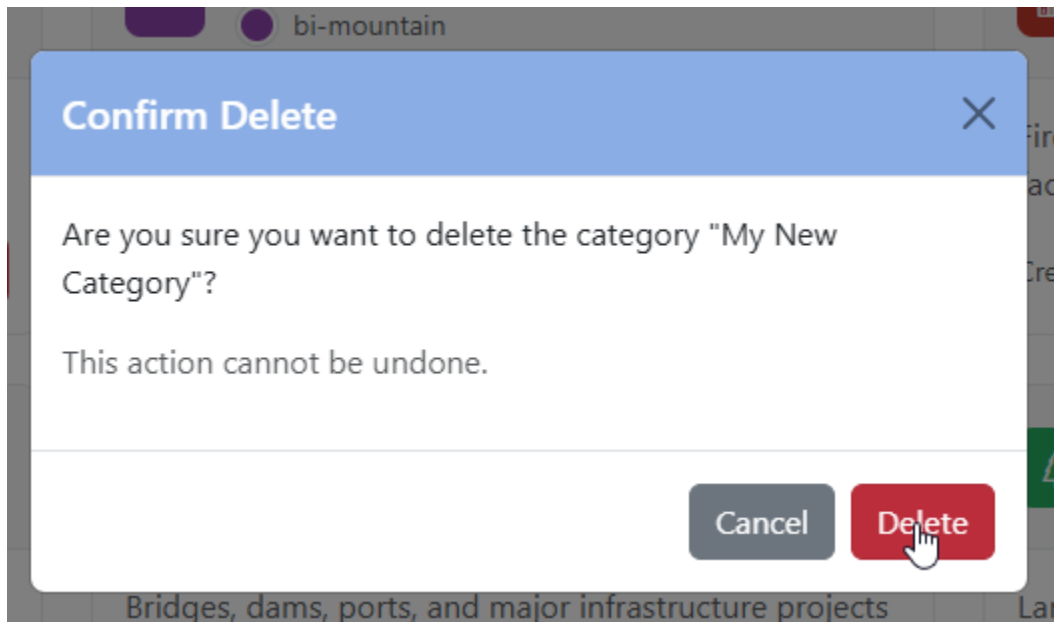 bi-mountain
Confirm Delete
Are you sure you want to delete the category "My New
Category"?
This action cannot be undone.
Cancel
Delete
Bridges, dams, ports, and major infrastructure projects